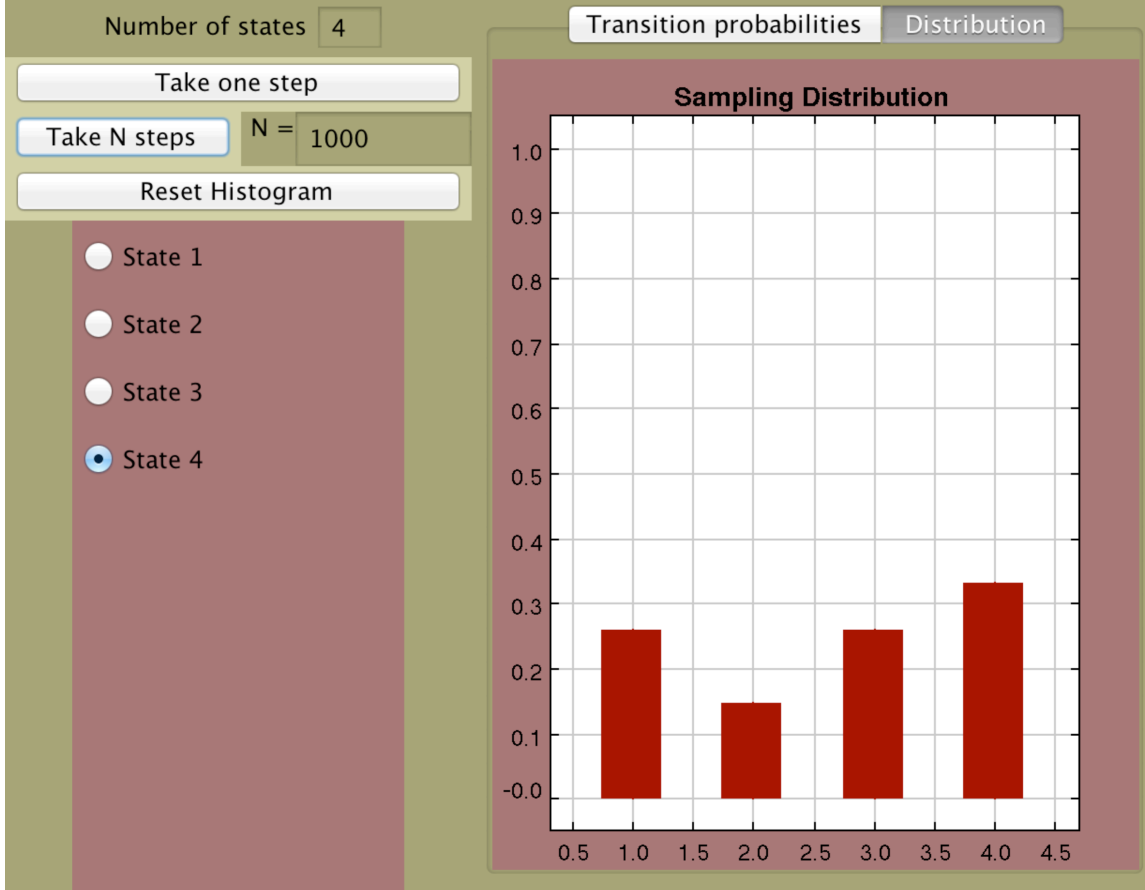 Number of states 4
Take one step
Take N steps N = 1000
Reset Histogram
State 1
State 2
State 3
State 4
Transition probabilities Distribution
Sampling Distribution
1.0
0.9
0.8
0.7
0.6
0.5
0.4
0.3
0.2
0.1
-0.0
0.5 1.0 1.5 2.0 2.5 3.0 3.5 4.0 4.5